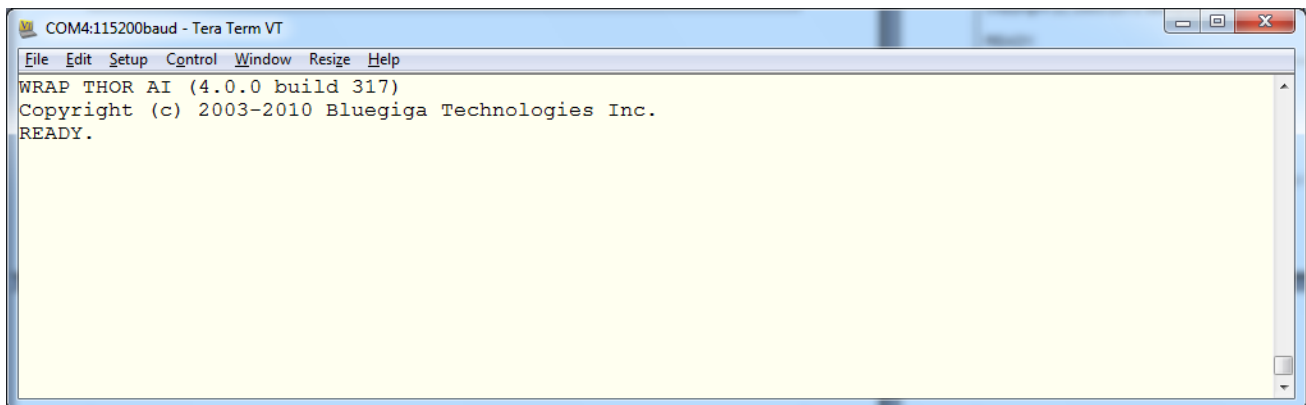 COM4:115200baud - Tera Term VT
File Edit Setup Control Window Resize Help
WRAP THOR AI (4.0.0 build 317)
Copyright (c) 2003-2010 Bluegiga Technologies Inc.
READY.